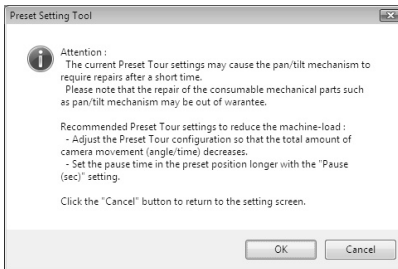 Preset Setting Tool
Attention :
The current Preset Tour settings may cause the pan/tilt mechanism to
require repairs after a short time.
Please note that the repair of the consumable mechanical parts such
as pan/tilt mechanism may be out of warantee.
Recommended Preset Tour settings to reduce the machine-load :
- Adjust the Preset Tour configuration so that the total amount of
camera movement (angle/time) decreases.
- Set the pause time in the preset position longer with the "Pause
(sec)" setting.
Click the "Cancel" button to return to the setting screen.
OK
Cancel